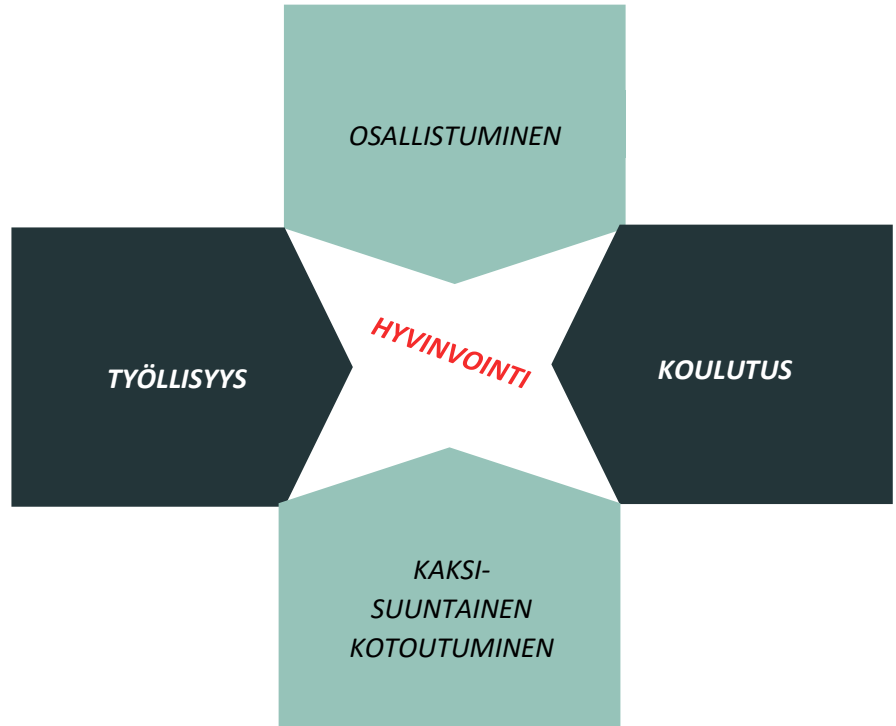 OSALLISTUMINEN
HYVINVOINTI
TYÖLLISYYS
KOULUTUS
KAKSI-
SUUNTAINEN
KOTOUTUMINEN